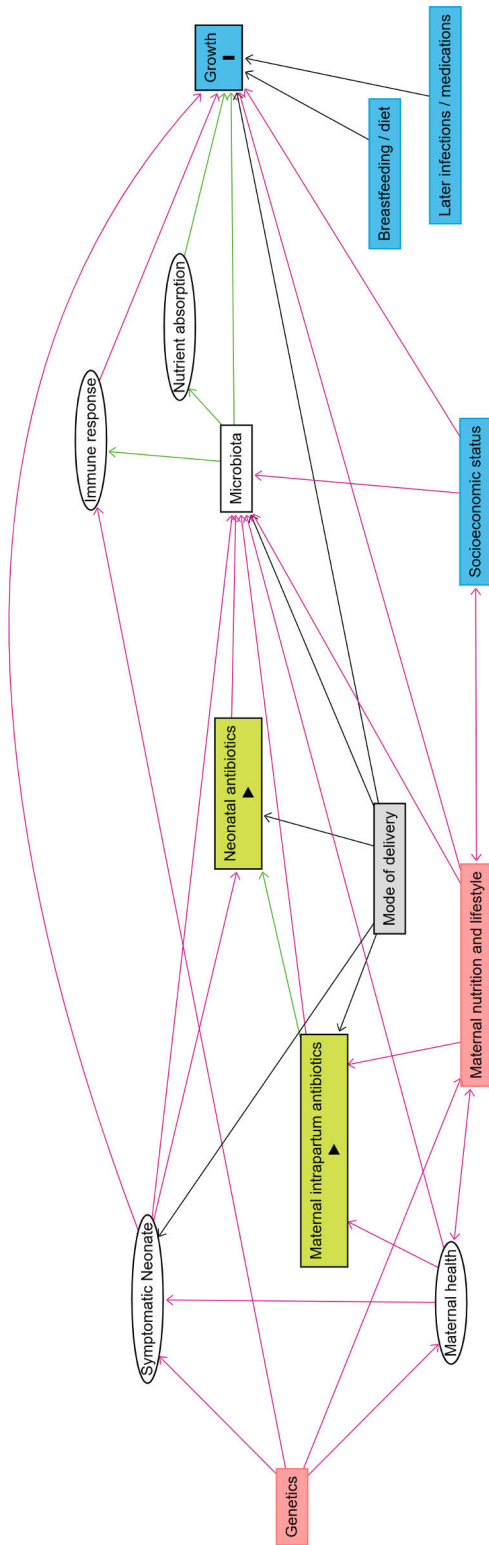 Genetics
Symptomatic Neonate
Maternal health
Maternal intrapartum antibiotics
Maternal nutrition and lifestyle
Neonatal antibiotics
Mode of delivery
Immune response
Microbiota
Socioeconomic status
Nutrient absorption
Growth
Breastfeeding / diet
Later infections / medications